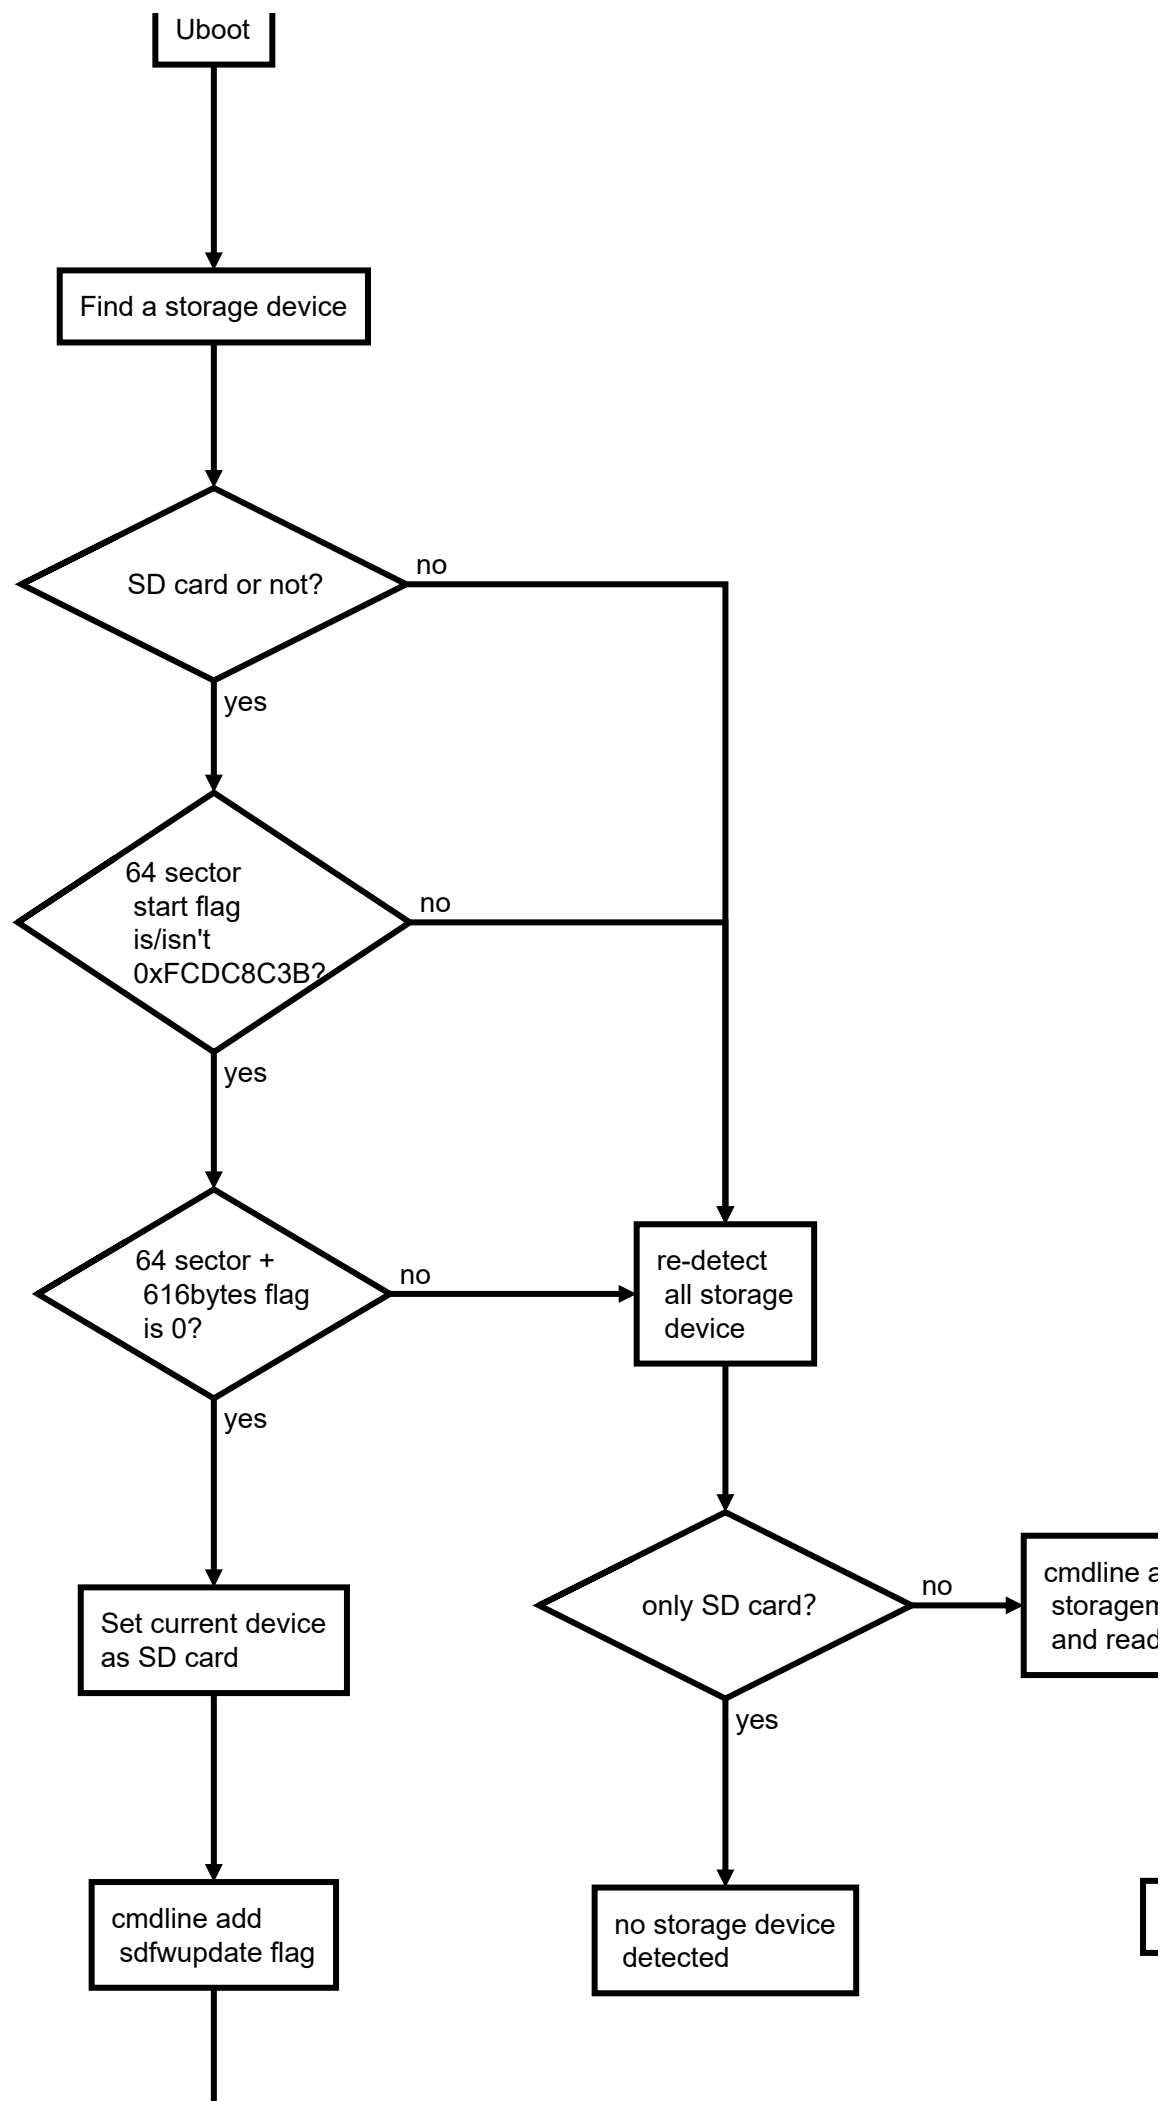 Uboot
Find a storage device
SD card or not?
no
yes
64 sector
start flag
is/isn't
0xFCDC8C3B?
no
yes
64 sector +
616bytes flag
is 0?
no
re-detect
all storage
device
yes
only SD card?
no
cmdline
and
Set current device
as SD card
yes
cmdline add
sdfwupdate flag
no storage device
detected